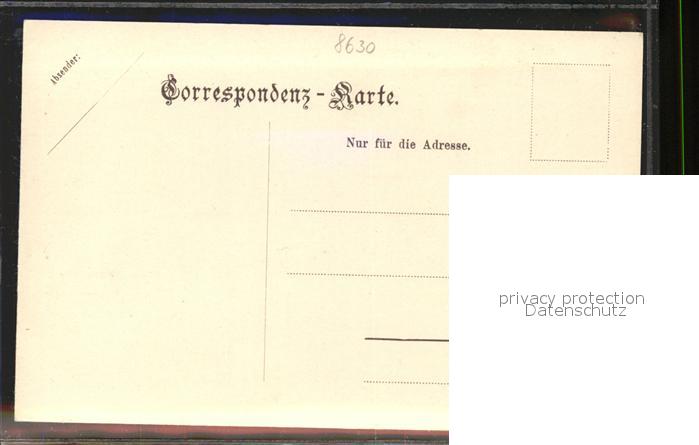 8630
Absender:
Correspondenz-Karte.
Nur für die Adresse.
privacy protection
Datenschutz